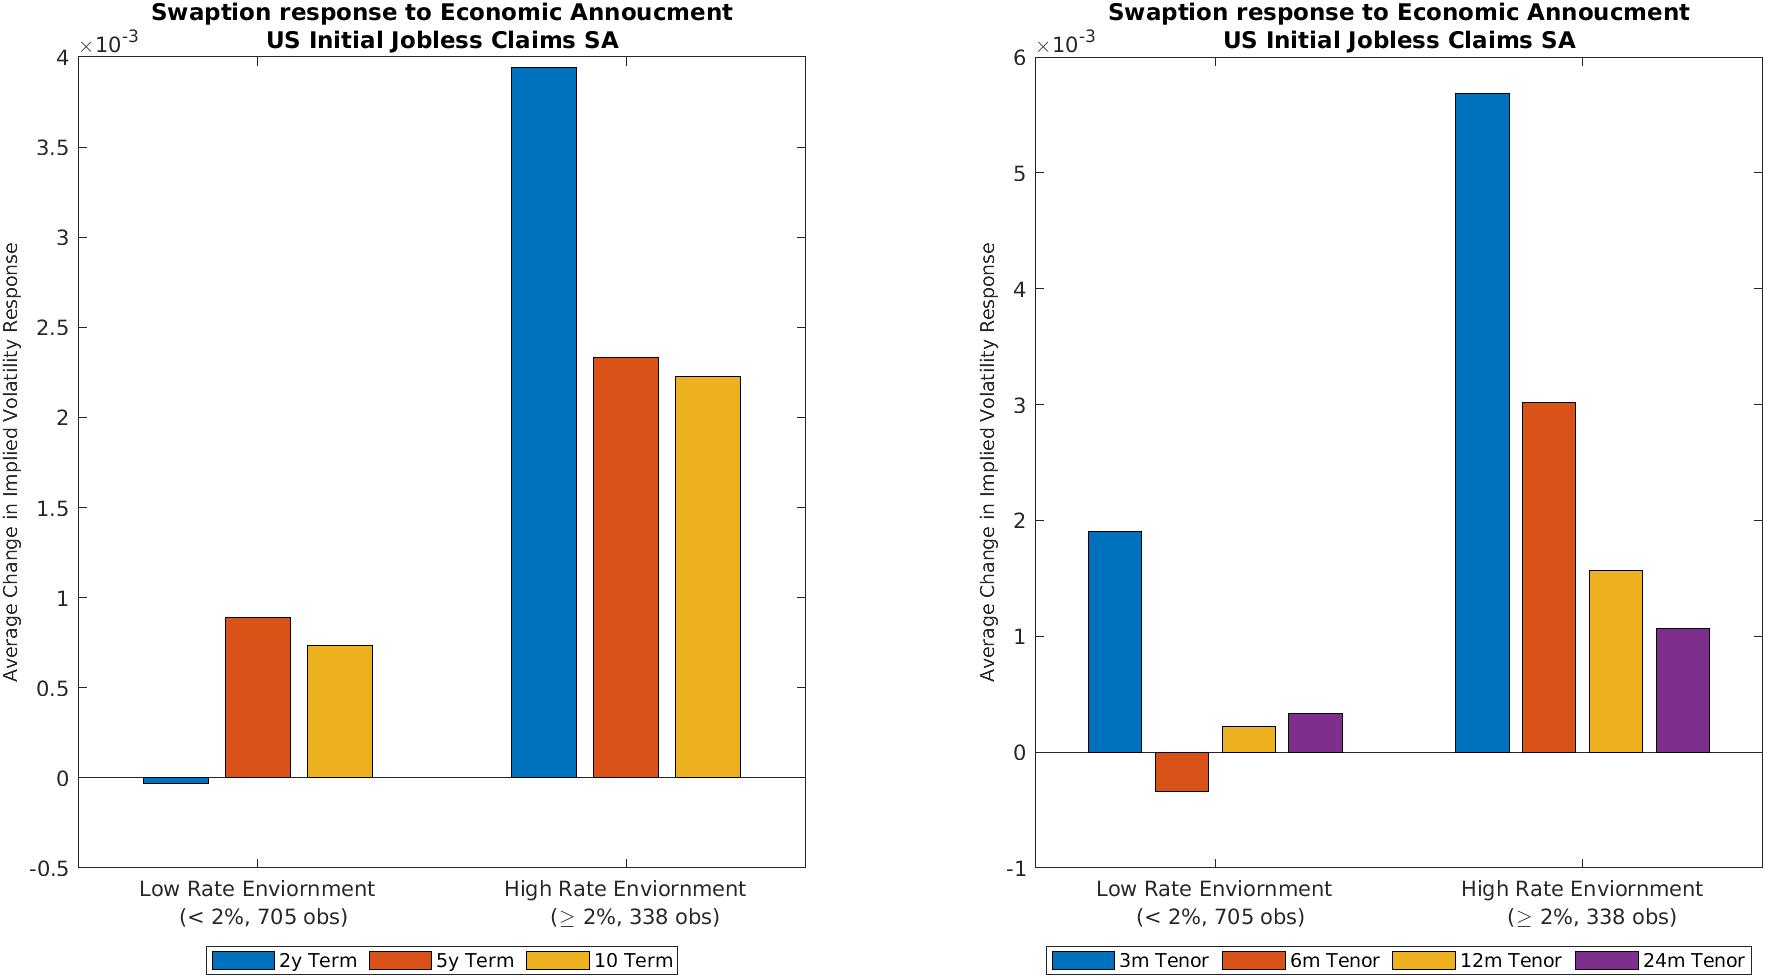 Swaption response to Economic Annoucment
US Initial Jobless Claims SA
×10-3
4
3.5
3
2.5
2
1.5
1
0.5
0
-0.5
Average Change in Implied Volatility Response
Low Rate Enviornment
(< 2%, 705 obs)
High Rate Enviornment
(≥ 2%, 338 obs)
2y Term
5y Term
10 Term
Swaption response to Economic Annoucment
US Initial Jobless Claims SA
×10-3
6
5
4
3
2
1
0
-1
Average Change in Implied Volatility Response
Low Rate Enviornment
(< 2%, 705 obs)
High Rate Enviornment
(≥ 2%, 338 obs)
3m Tenor
6m Tenor
12m Tenor
24m Tenor